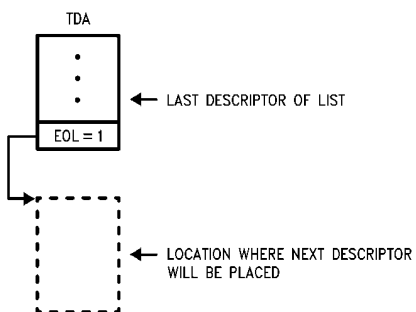 TDA
LAST DESCRIPTOR OF LIST
EOL = 1
LOCATION WHERE NEXT DESCRIPTOR
WILL BE PLACED